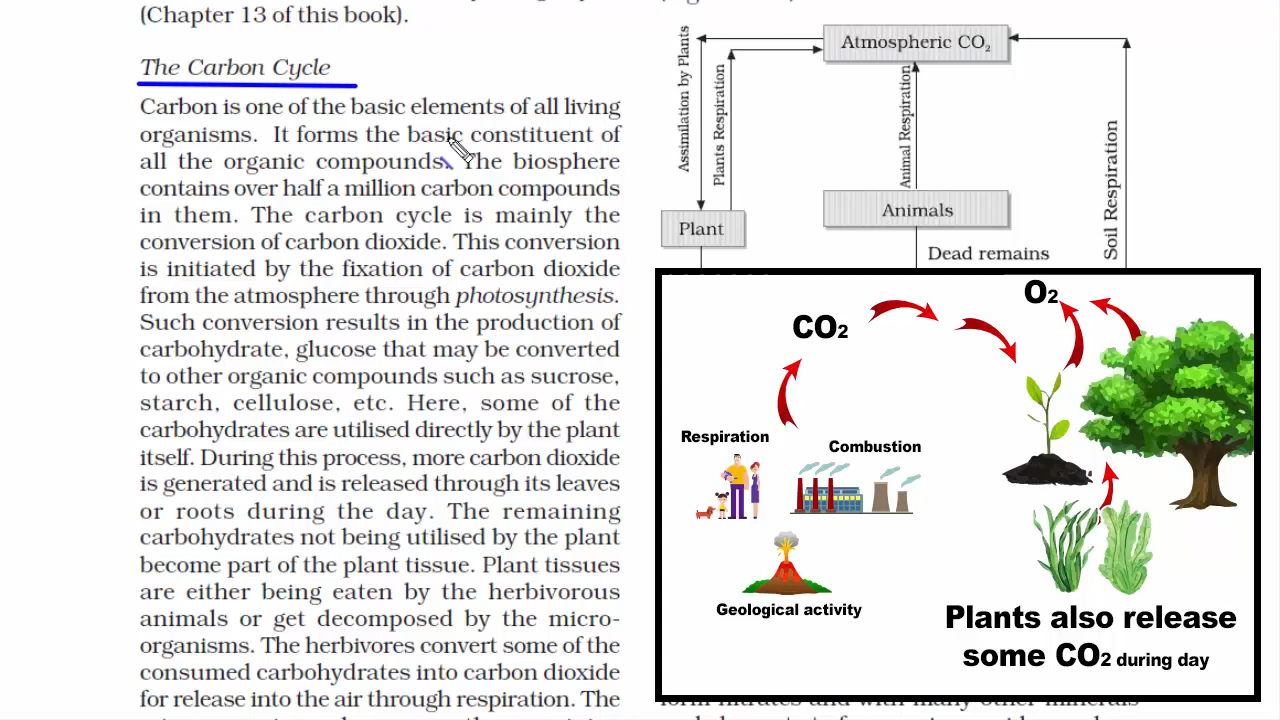 (Chapter 13 of this book).
The Carbon Cycle
Carbon is one of the basic elements of all living
organisms. It forms the basic constituent of
all the organic compounds. The biosphere
contains over half a million carbon compounds
in them. The carbon cycle is mainly the
conversion of carbon dioxide. This conversion
is initiated by the fixation of carbon dioxide
from the atmosphere through photosynthesis.
Such conversion results in the production of
carbohydrate, glucose that may be converted
to other organic compounds such as sucrose,
starch, cellulose, etc. Here, some of the
carbohydrates are utilised directly by the plant
itself. During this process, more carbon dioxide
is generated and is released through its leaves
or roots during the day. The remaining
carbohydrates not being utilised by the plant
become part of the plant tissue. Plant tissues
are either being eaten by the herbivorous
animals or get decomposed by the micro-
organisms. The herbivores convert some of the
consumed carbohydrates into carbon dioxide
for release into the air through respiration. The
Atmospheric CO₂
Assimilation by Plants
Plants Respiration
Animal Respiration
Soil Respiration
Animals
Plant
Dead remains
CO₂
O₂
Respiration
Combustion
Geological activity
Plants also release
some CO₂ during day
form nitrates and with many other minerals